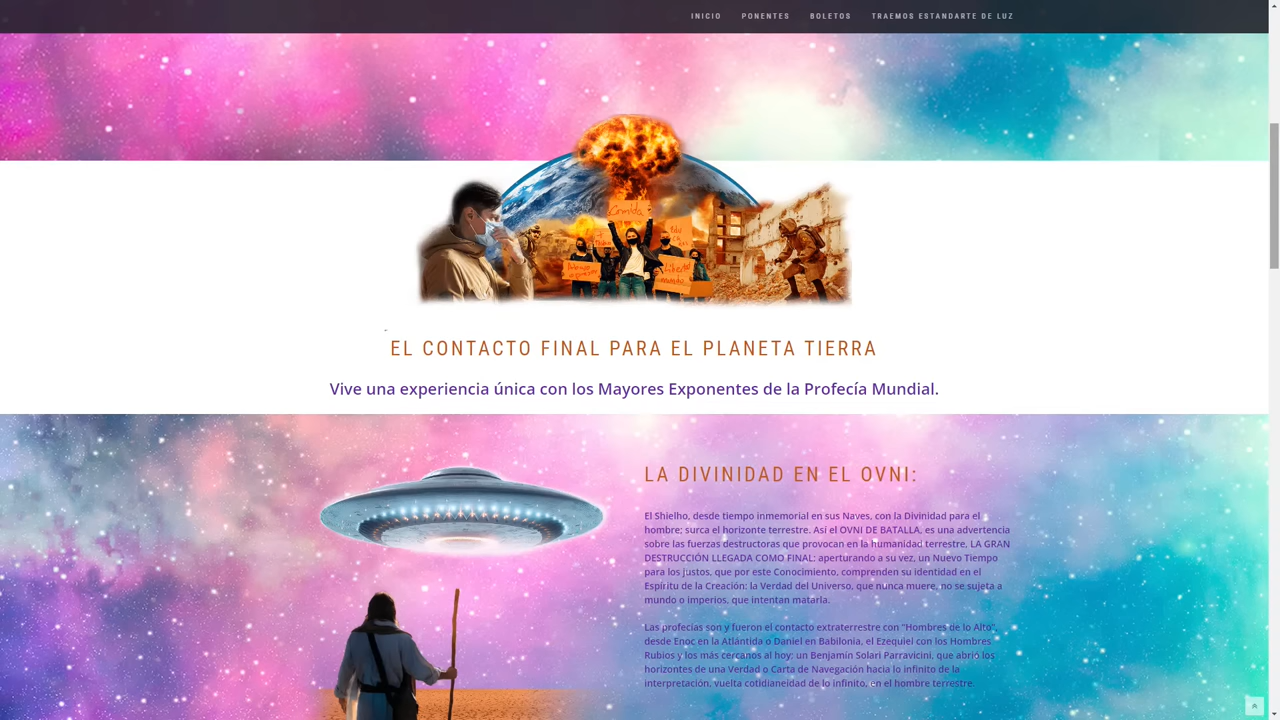 INICIO PONENTES BOLETOS TRAEMOS ESTANDARTE DE LUZ
EL CONTACTO FINAL PARA EL PLANETA TIERRA
Vive una experiencia única con los Mayores Exponentes de la Profecía Mundial.
LA DIVINIDAD EN EL OVNI:
El Shielho, desde tiempo inmemorial en sus Naves, con la Divinidad para el
hombre; surca el horizonte terrestre. Así el OVNI DE BATALLA, es una advertencia
sobre las fuerzas destructoras que provocan en la humanidad terrestre, LA GRAN
DESTRUCCIÓN LLEGADA COMO FINAL: aperturando a su vez, un Nuevo Tiempo
para los justos, que por este Conocimiento, comprenden su identidad en el
Espíritu de la Creación: la Verdad del Universo, que nunca muere, no se sujeta a
mundo o imperios, que intentan matarla.
Las profecías son y fueron el contacto extraterrestre con "Hombres de lo Alto",
desde Enoc en la Atlántida o Daniel en Babilonia, el Ezequiel con los Hombres
Rubios y los más cercanos al hoy: un Benjamín Solari Parravicini, que abrió los
horizontes de una Verdad o Carta de Navegación hacia lo infinito de la
interpretación, vuelta cotidianeidad de lo infinito, en el hombre terrestre.